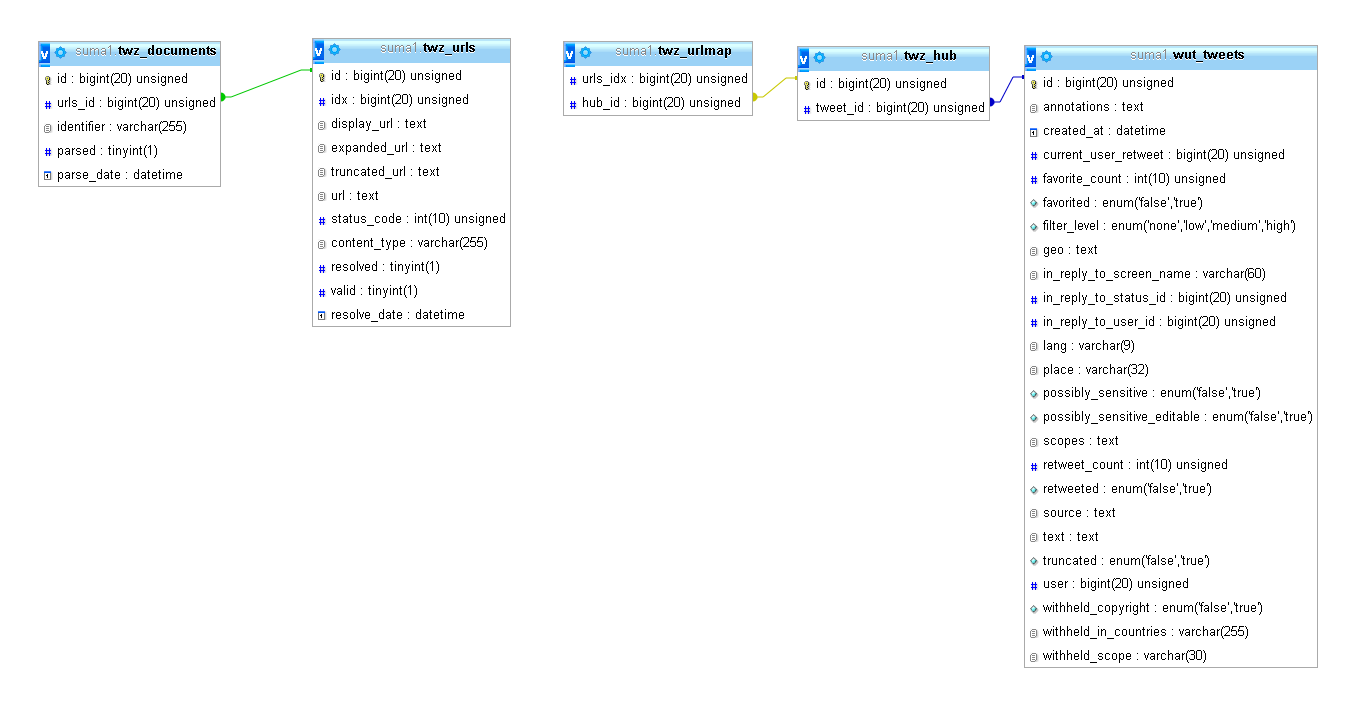 v suma1.twz_documents
id : bigint(20) unsigned
# urls_id : bigint(20) unsigned
identifier : varchar(255)
# parsed : tinyint(1)
parse_date : datetime
v suma1.twz_urls
id : bigint(20) unsigned
# idx : bigint(20) unsigned
display_url : text
expanded_url : text
truncated_url : text
url : text
# status_code : int(10) unsigned
content_type : varchar(255)
# resolved : tinyint(1)
# valid : tinyint(1)
resolve_date : datetime
v suma1.twz_urlmap
# urls_idx : bigint(20) unsigned
# hub_id : bigint(20) unsigned
v suma1.twz_hub
id : bigint(20) unsigned
# tweet_id : bigint(20) unsigned
v suma1.wut_tweets
id : bigint(20) unsigned
annotations : text
created_at : datetime
# current_user_retweet : bigint(20) unsigned
# favorite_count : int(10) unsigned
favorited : enum('false','true')
filter_level : enum('none','low','medium','high')
geo : text
in_reply_to_screen_name : varchar(60)
# in_reply_to_status_id : bigint(20) unsigned
# in_reply_to_user_id : bigint(20) unsigned
lang : varchar(9)
place : varchar(32)
possibly_sensitive : enum('false','true')
possibly_sensitive_editable : enum('false','true')
scopes : text
# retweet_count : int(10) unsigned
retweeted : enum('false','true')
source : text
text : text
truncated : enum('false','true')
# user : bigint(20) unsigned
withheld_copyright : enum('false','true')
withheld_in_countries : varchar(255)
withheld_scope : varchar(30)